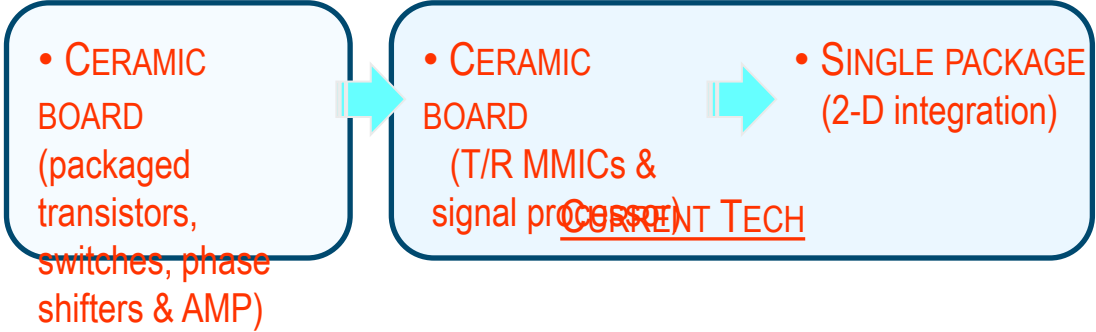 • CERAMIC
BOARD
(packaged
transistors,
switches, phase
shifters & AMP)
• CERAMIC
BOARD
(T/R MMICs &
signal processor)
• SINGLE PACKAGE
(2-D integration)
CURRENT TECH